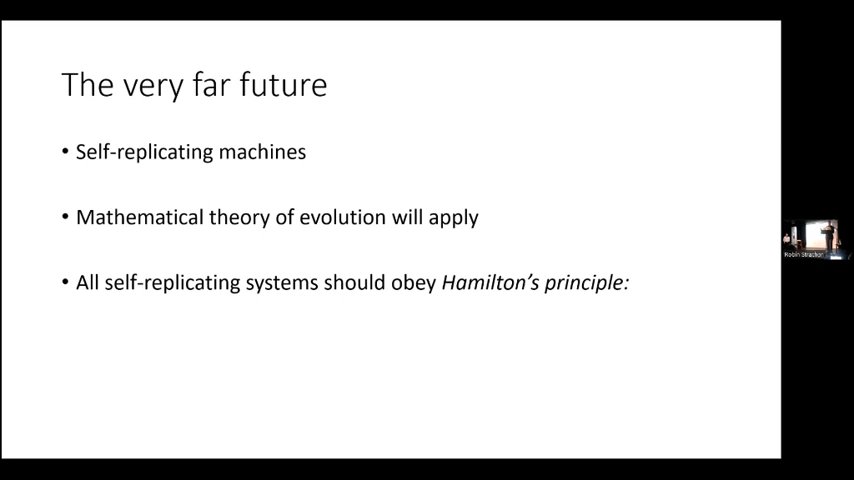 The very far future
• Self-replicating machines
• Mathematical theory of evolution will apply
• All self-replicating systems should obey Hamilton's principle:
Robin Strachan